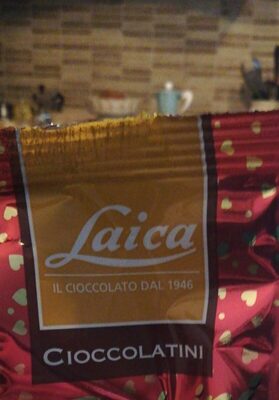 Laica
IL CIOCCOLATO DAL 1946
CIOCCOLATINI